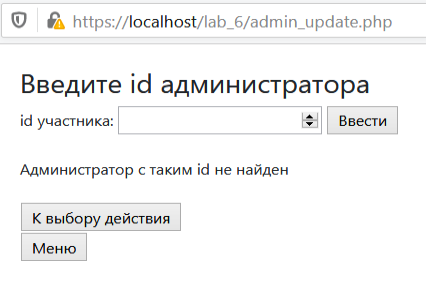 https://localhost/lab_6/admin_update.php
Введите id администратора
id участника: Ввести
Администратор с таким id не найден
К выбору действия
Меню